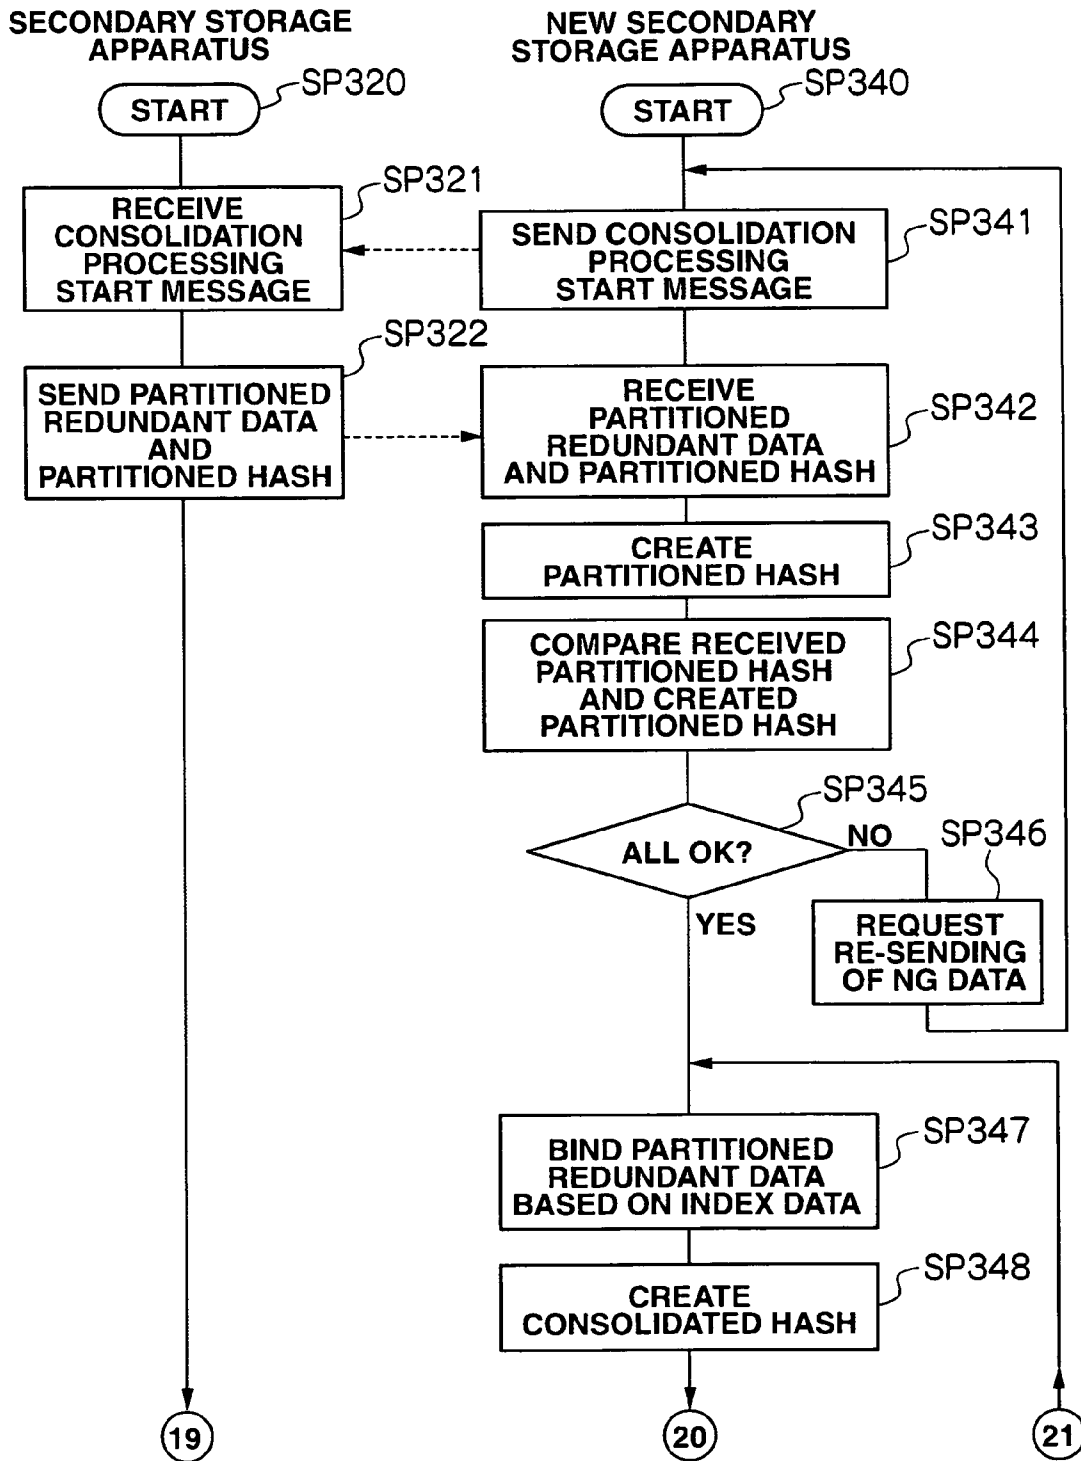 SECONDARY STORAGE
APPARATUS
NEW SECONDARY
STORAGE APPARATUS
START
SP320
START
SP340
RECEIVE
CONSOLIDATION
PROCESSING
START MESSAGE
SP321
SEND CONSOLIDATION
PROCESSING
START MESSAGE
SP341
SEND PARTITIONED
REDUNDANT DATA
AND
PARTITIONED HASH
SP322
RECEIVE
PARTITIONED
REDUNDANT DATA
AND PARTITIONED HASH
SP342
CREATE
PARTITIONED HASH
SP343
COMPARE RECEIVED
PARTITIONED HASH
AND CREATED
PARTITIONED HASH
SP344
ALL OK?
SP345
NO
YES
SP346
REQUEST
RE-SENDING
OF NG DATA
BIND PARTITIONED
REDUNDANT DATA
BASED ON INDEX DATA
SP347
CREATE
CONSOLIDATED HASH
SP348
19
20
21